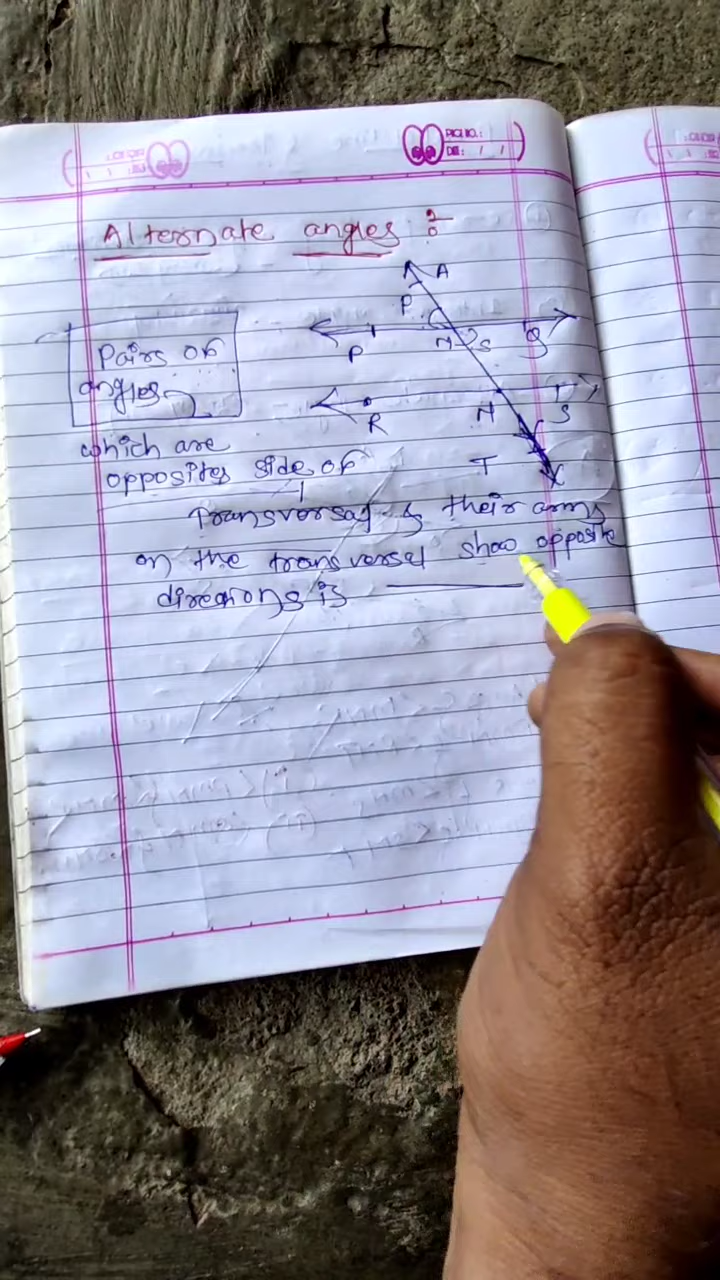 Alternate angles :-
A
P
P M S Q
R N S
T
Pairs of
angles
which are
opposites side of
transversal & their arms
on the transversal show opposite
directions is